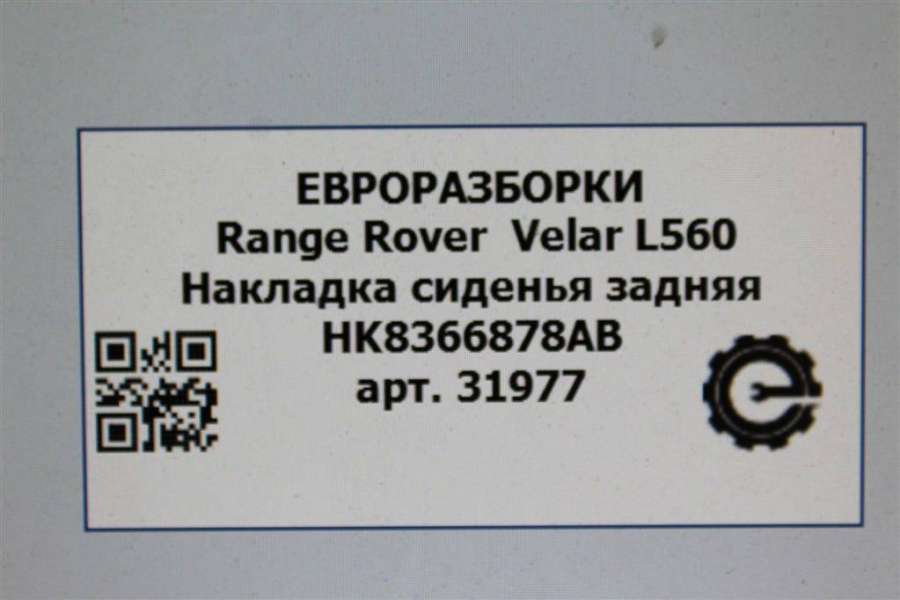 ЕВРОРАЗБОРКИ
Range Rover Velar L560
Накладка сиденья задняя
HK8366878AB
арт. 31977